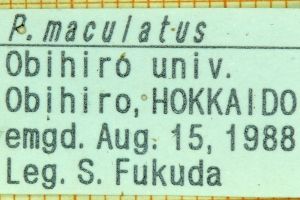 P. maculatus
Obihiro univ.
Obihiro, HOKKAIDO
emgd. Aug. 15, 1988
Leg. S. Fukuda